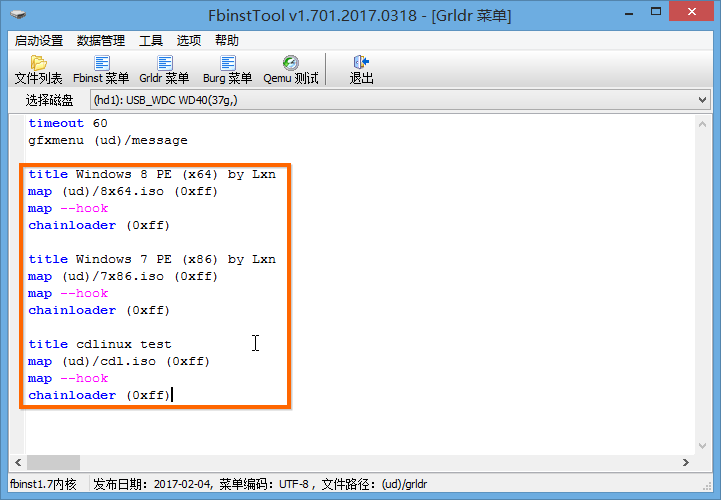 FbinstTool v1.701.2017.0318 - [Grldr 菜单]
启动设置 数据管理 工具 选项 帮助
文件列表 Fbinst 菜单 Grldr 菜单 Burg 菜单 Qemu 测试 退出
选择磁盘 (hd1): USB_WDC WD40(37g,)
timeout 60
gfxmenu (ud)/message
title Windows 8 PE (x64) by Lxn
map (ud)/8x64.iso (0xff)
map --hook
chainloader (0xff)
title Windows 7 PE (x86) by Lxn
map (ud)/7x86.iso (0xff)
map --hook
chainloader (0xff)
title cdlinux test
map (ud)/cdl.iso (0xff)
map --hook
chainloader (0xff)
fbinst1.7内核 发布日期：2017-02-04, 菜单编码：UTF-8 , 文件路径：(ud)/grldr